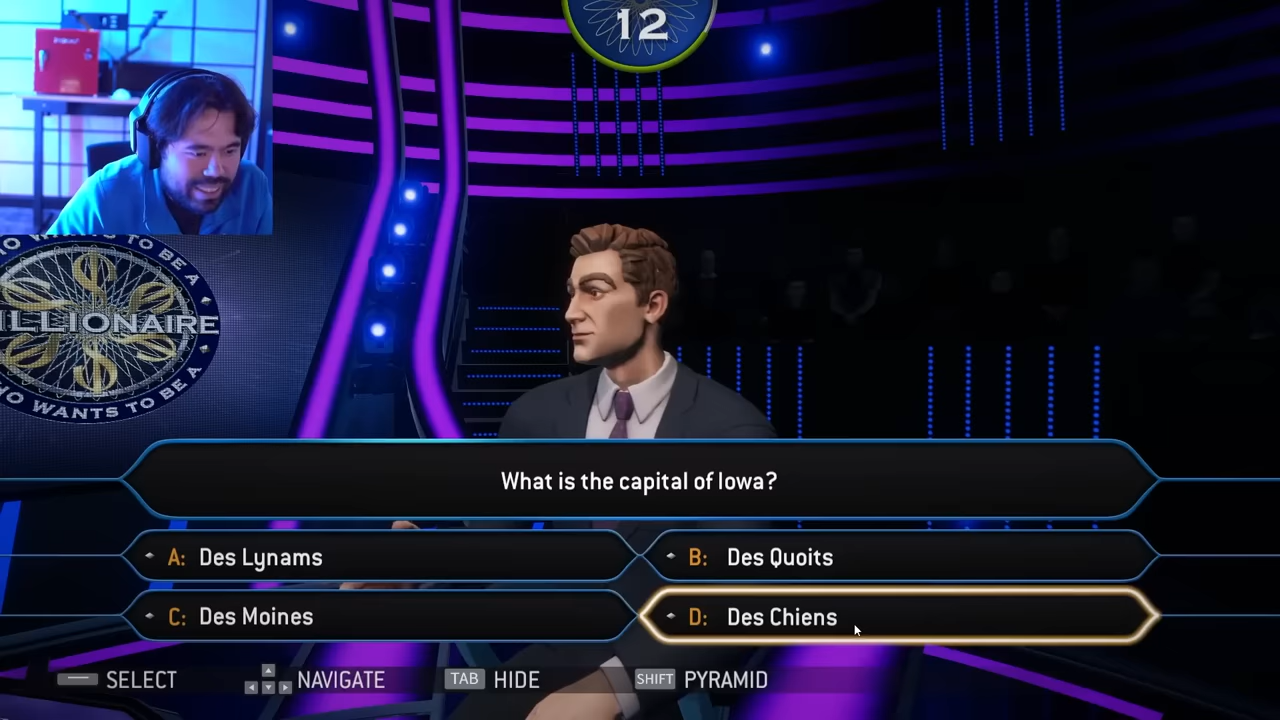 12
WHO WANTS TO BE A
ILLIONAIRE
WHO WANTS TO BE A
What is the capital of Iowa?
A: Des Lynams
B: Des Quoits
C: Des Moines
D: Des Chiens
SELECT
NAVIGATE
TAB HIDE
SHIFT PYRAMID